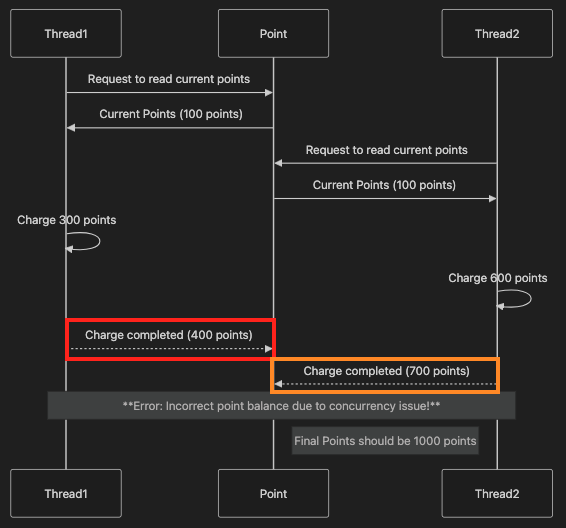 Thread1
Point
Thread2
Request to read current points
Current Points (100 points)
Request to read current points
Current Points (100 points)
Charge 300 points
Charge 600 points
Charge completed (400 points)
Charge completed (700 points)
**Error: Incorrect point balance due to concurrency issue!**
Final Points should be 1000 points
Thread1
Point
Thread2